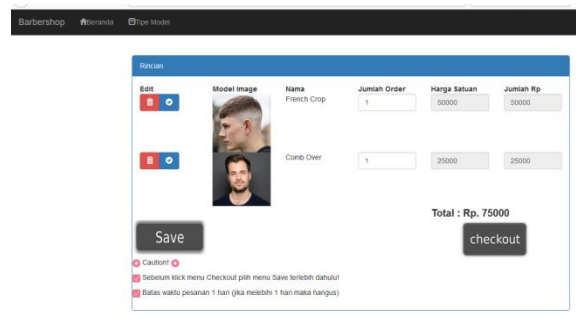 Barbershop Beranda Tipe Model
Rincian
Edit Model Image Nama Jumlah Order Harga Satuan Jumlah Rp
French Crop 1 50000 50000
Comb Over 1 25000 25000
Total : Rp. 75000
Save checkout
Caution!
Sebelum klick menu Checkout pilih menu Save terlebih dahulu!
Batas waktu pesanan 1 hari (jika melebihi 1 hari maka hangus)